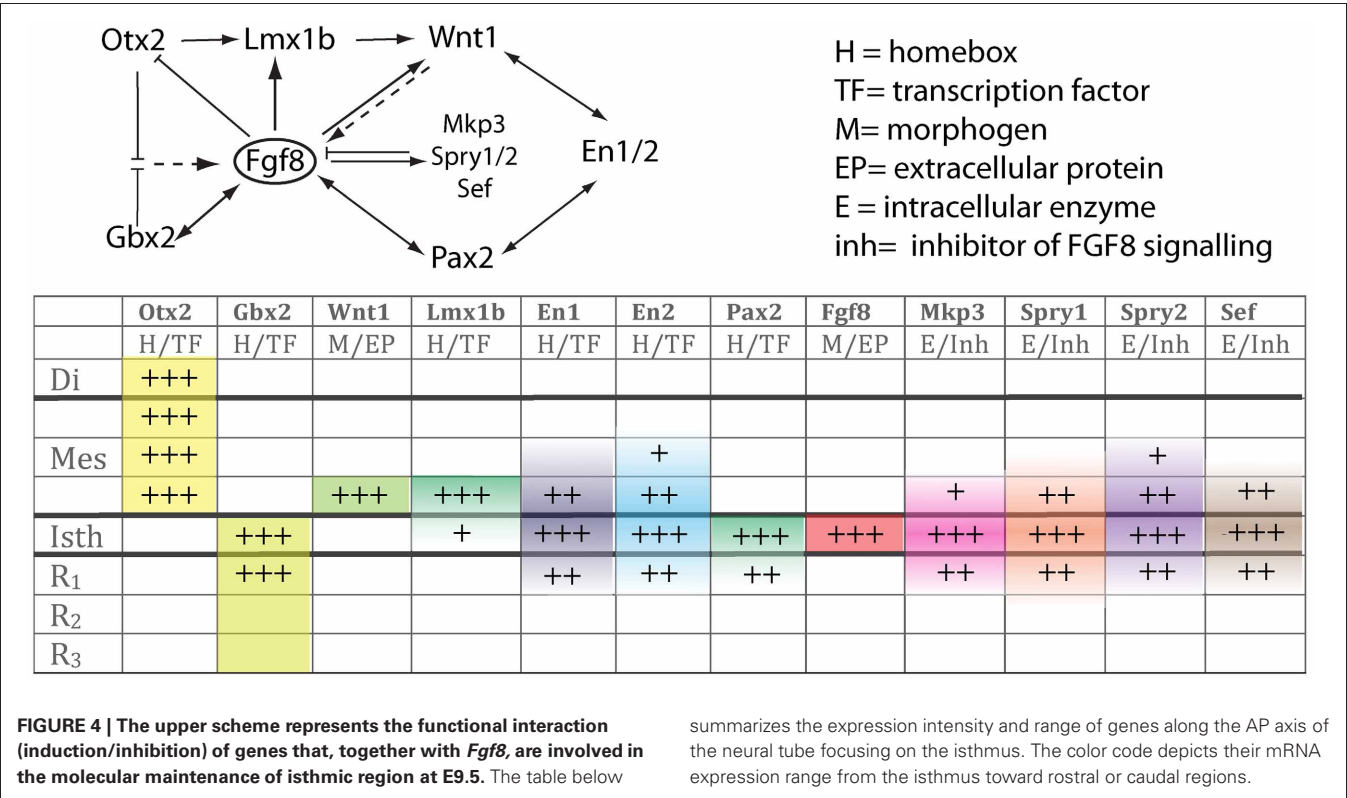 Otx2 Lmx1b Wnt1
Mkp3
Fgf8 Spry1/2 En1/2
Sef
Gbx2
Pax2
H = homebox
TF= transcription factor
M= morphogen
EP= extracellular protein
E = intracellular enzyme
inh= inhibitor of FGF8 signalling
Otx2 Gbx2 Wnt1 Lmx1b En1 En2 Pax2 Fgf8 Mkp3 Spry1 Spry2 Sef
H/TF H/TF M/EP H/TF H/TF H/TF H/TF M/EP E/Inh E/Inh E/Inh E/Inh
Di +++
+++
Mes +++ + +
+++ +++ +++ ++ ++ + ++ ++ ++
Isth +++ + +++ +++ +++ +++ +++ +++ +++ -+++
R1 +++ ++ ++ ++ ++ ++ ++ ++
R2
R3
FIGURE 4 | The upper scheme represents the functional interaction
(induction/inhibition) of genes that, together with Fgf8, are involved in
the molecular maintenance of isthmic region at E9.5. The table below
summarizes the expression intensity and range of genes along the AP axis of
the neural tube focusing on the isthmus. The color code depicts their mRNA
expression range from the isthmus toward rostral or caudal regions.